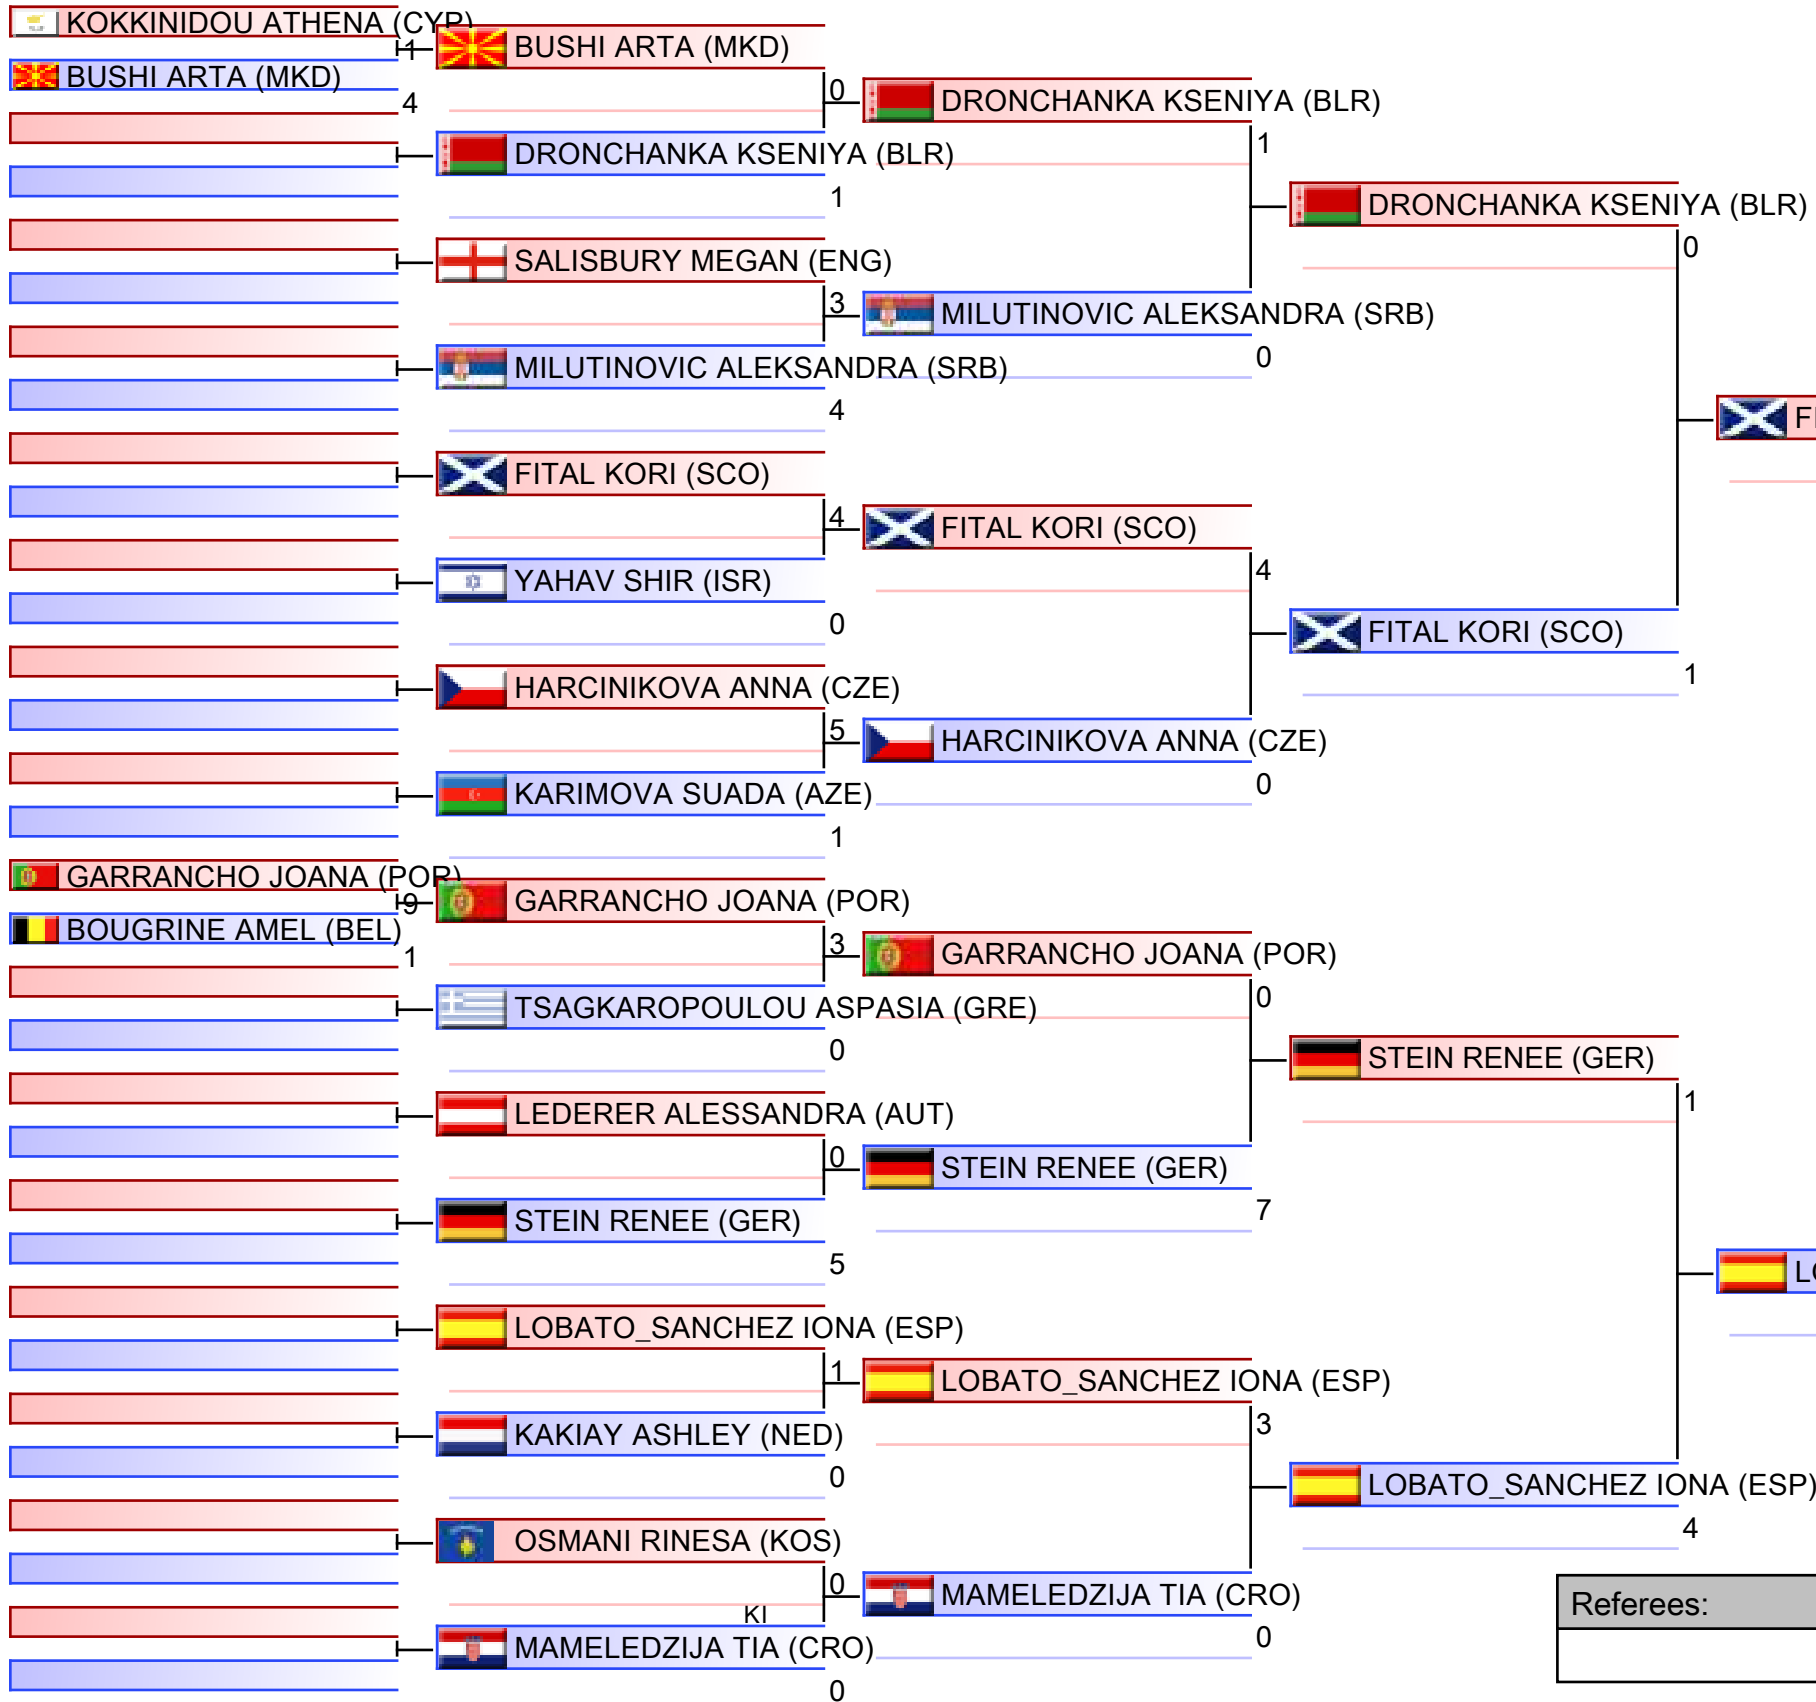 KOKKINIDOU ATHENA (CYP)
1
BUSHI ARTA (MKD)
4
GARRANCHO JOANA (POR)
9
BOUGRINE AMEL (BEL)
1
BUSHI ARTA (MKD)
0
DRONCHANKA KSENIYA (BLR)
1
SALISBURY MEGAN (ENG)
3
MILUTINOVIC ALEKSANDRA (SRB)
4
FITAL KORI (SCO)
4
YAHAV SHIR (ISR)
0
HARCINIKOVA ANNA (CZE)
5
KARIMOVA SUADA (AZE)
1
GARRANCHO JOANA (POR)
3
TSAGKAROPOULOU ASPASIA (GRE)
0
LEDERER ALESSANDRA (AUT)
0
STEIN RENEE (GER)
5
LOBATO_SANCHEZ IONA (ESP)
1
KAKIAY ASHLEY (NED)
0
OSMANI RINESA (KOS)
0
KI
MAMELEDZIJA TIA (CRO)
0
DRONCHANKA KSENIYA (BLR)
1
MILUTINOVIC ALEKSANDRA (SRB)
0
FITAL KORI (SCO)
4
HARCINIKOVA ANNA (CZE)
0
GARRANCHO JOANA (POR)
0
STEIN RENEE (GER)
7
LOBATO_SANCHEZ IONA (ESP)
3
MAMELEDZIJA TIA (CRO)
0
DRONCHANKA KSENIYA (BLR)
0
FITAL KORI (SCO)
1
STEIN RENEE (GER)
1
LOBATO_SANCHEZ IONA (ESP)
4
Referees: